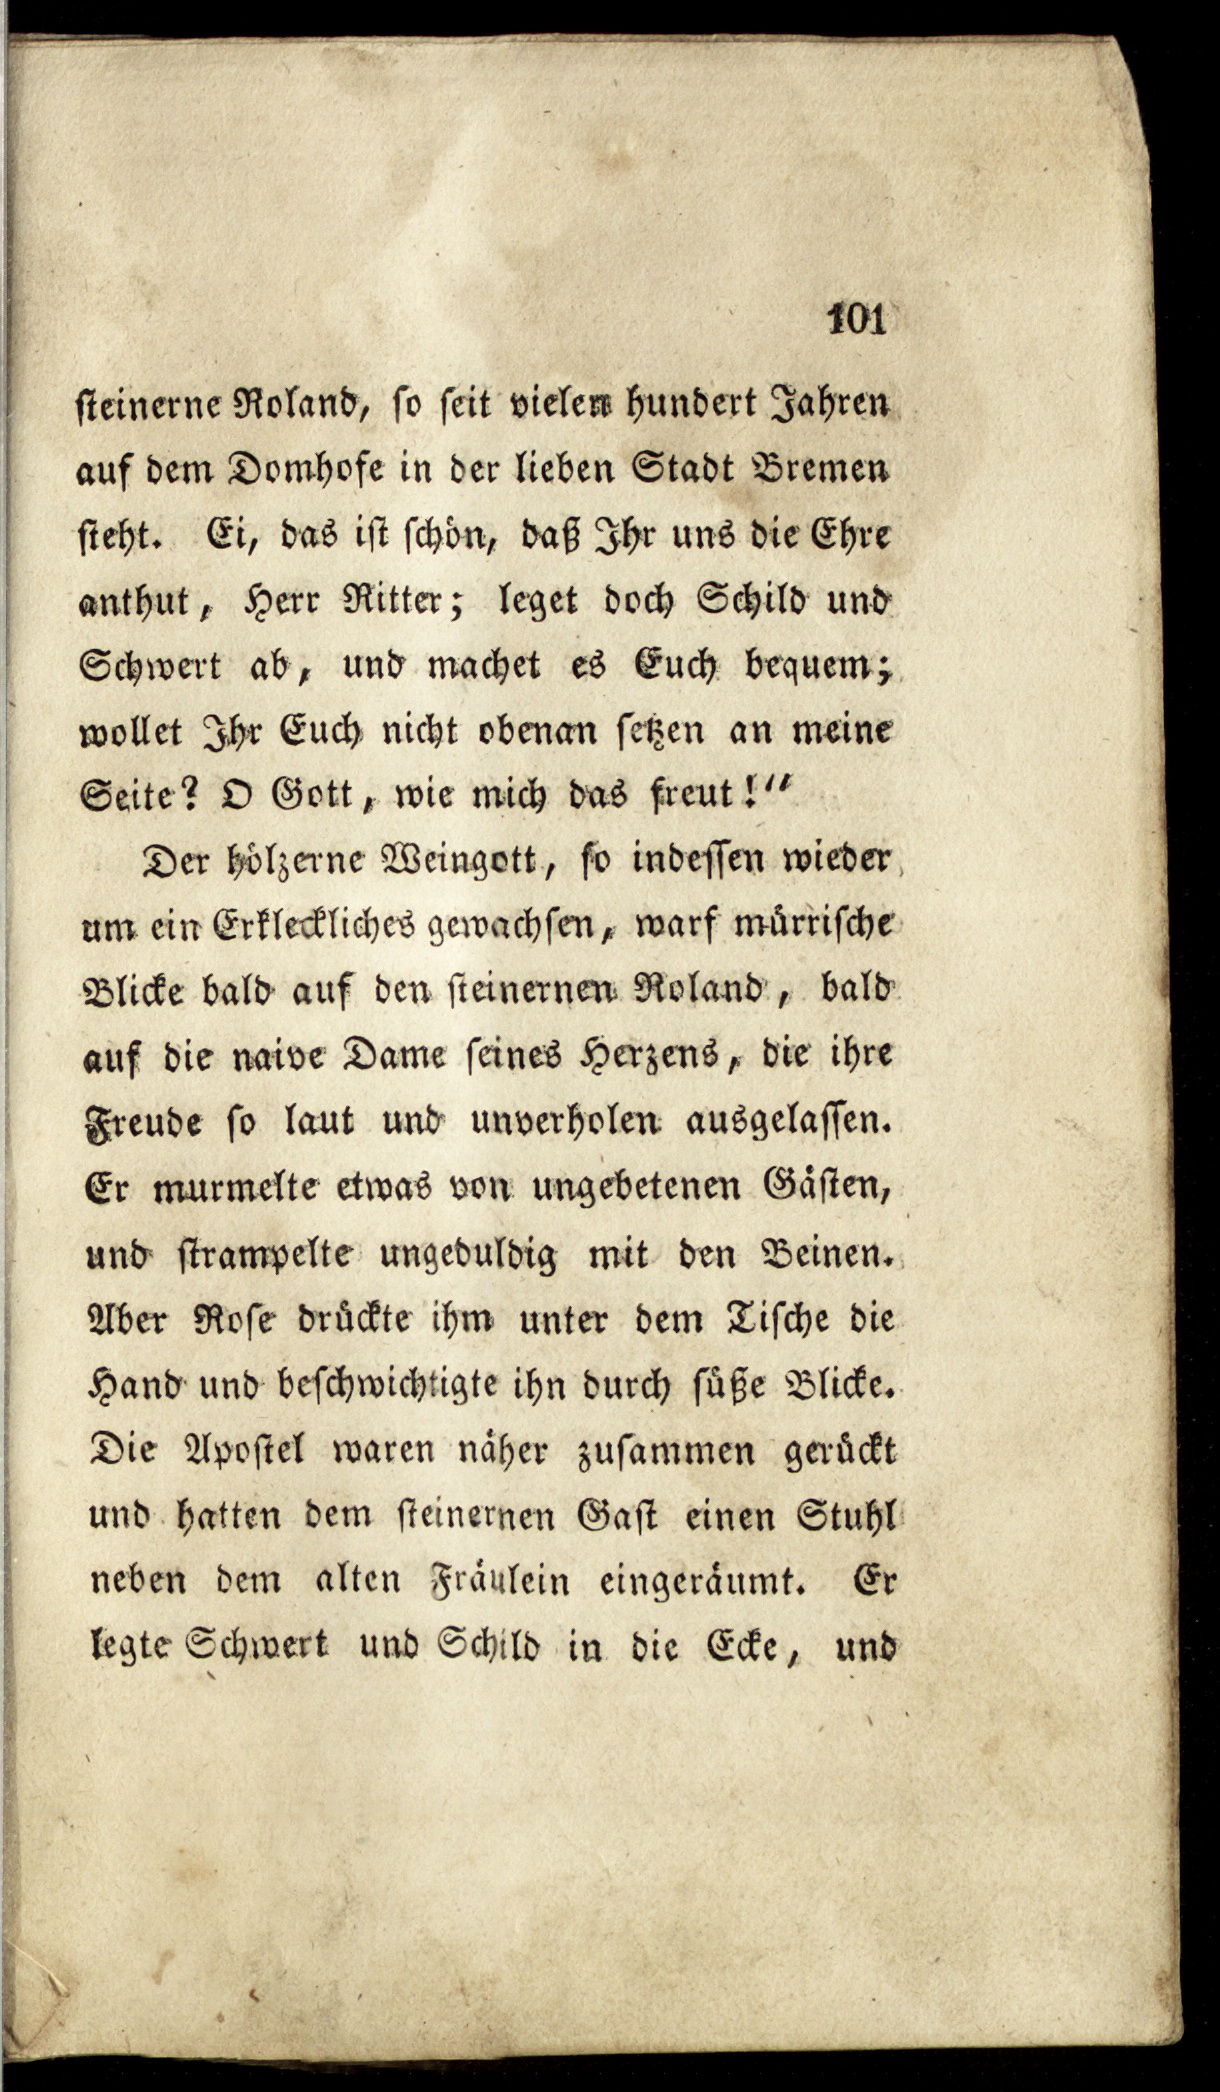 101
steinerne Roland, so seit vielen hundert Jahren
auf dem Domhofe in der lieben Stadt Bremen
steht. Ei, das ist schön, daß Ihr uns die Ehre
anthut, Herr Ritter; leget doch Schild und
Schwert ab, und machet es Euch bequem;
wollet Ihr Euch nicht obenan setzen an meine
Seite? O Gott, wie mich das freut!“
Der hölzerne Weingott, so indessen wieder
um ein Erkleckliches gewachsen, warf mürrische
Blicke bald auf den steinernen Roland, bald
auf die naive Dame seines Herzens, die ihre
Freude so laut und unverholen ausgelassen.
Er murmelte etwas von ungebetenen Gästen,
und strampelte ungeduldig mit den Beinen.
Aber Rose drückte ihm unter dem Tische die
Hand und beschwichtigte ihn durch süße Blicke.
Die Apostel waren näher zusammen gerückt
und hatten dem steinernen Gast einen Stuhl
neben dem alten Fräulein eingeräumt. Er
legte Schwert und Schild in die Ecke, und